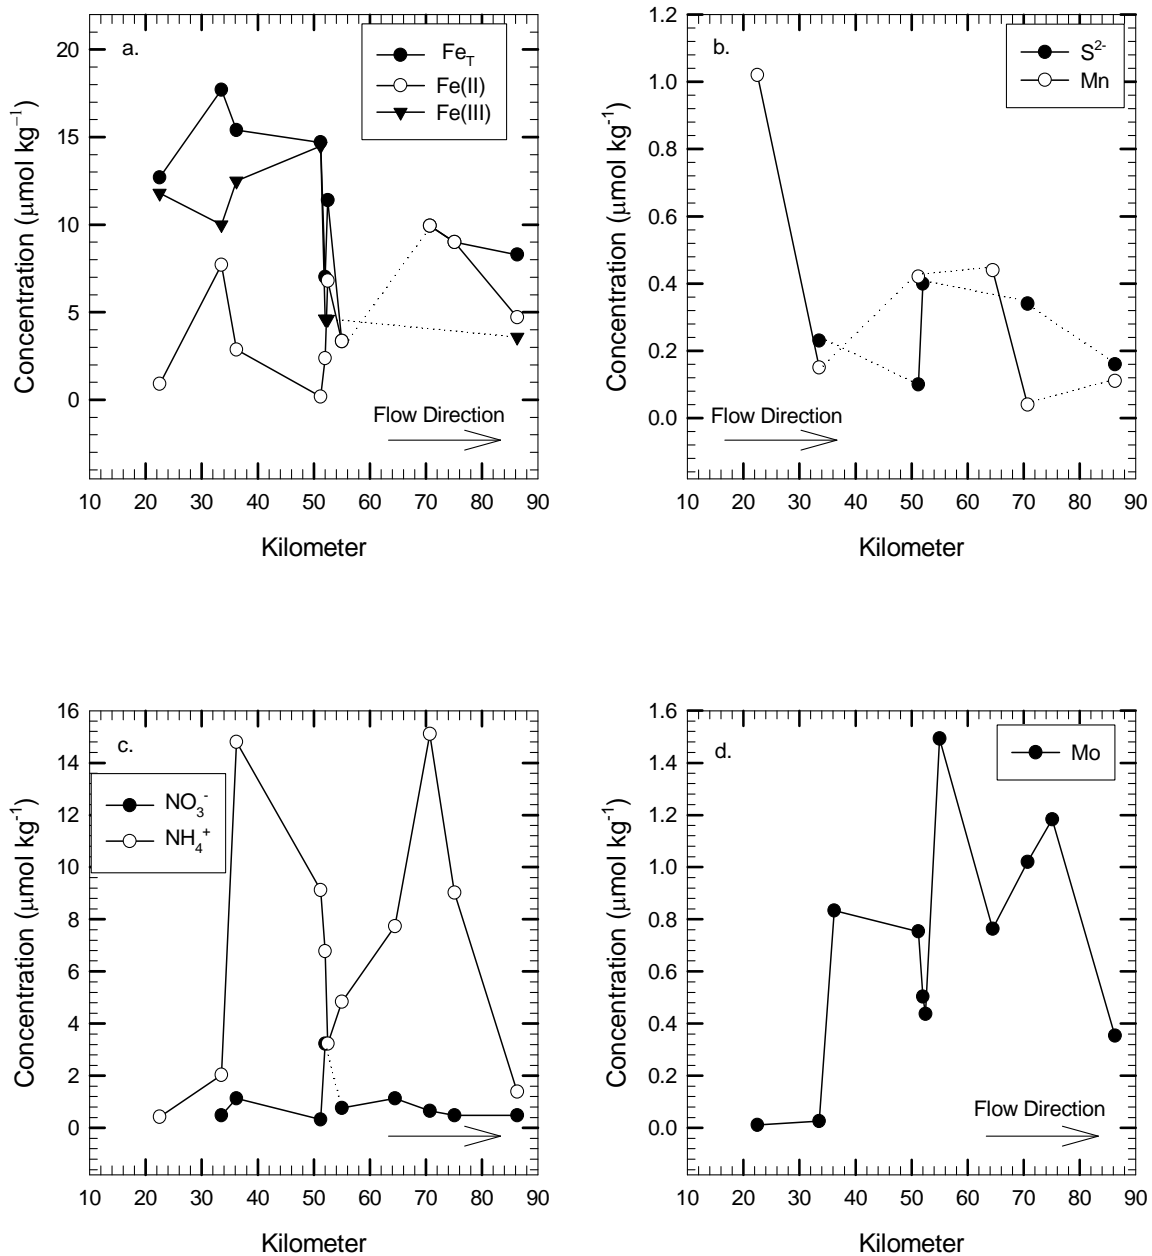 a.
Fe_T
Fe(II)
Fe(III)
20
15
10
5
0
Concentration (μmol kg⁻¹)
Flow Direction
10 20 30 40 50 60 70 80 90
Kilometer
b.
S²⁻
Mn
1.2
1.0
0.8
0.6
0.4
0.2
0.0
Concentration (μmol kg⁻¹)
Flow Direction
10 20 30 40 50 60 70 80 90
Kilometer
c.
NO₃⁻
NH₄⁺
16
14
12
10
8
6
4
2
0
Concentration (μmol kg⁻¹)
10 20 30 40 50 60 70 80 90
Kilometer
d.
Mo
1.6
1.4
1.2
1.0
0.8
0.6
0.4
0.2
0.0
Concentration (μmol kg⁻¹)
Flow Direction
10 20 30 40 50 60 70 80 90
Kilometer